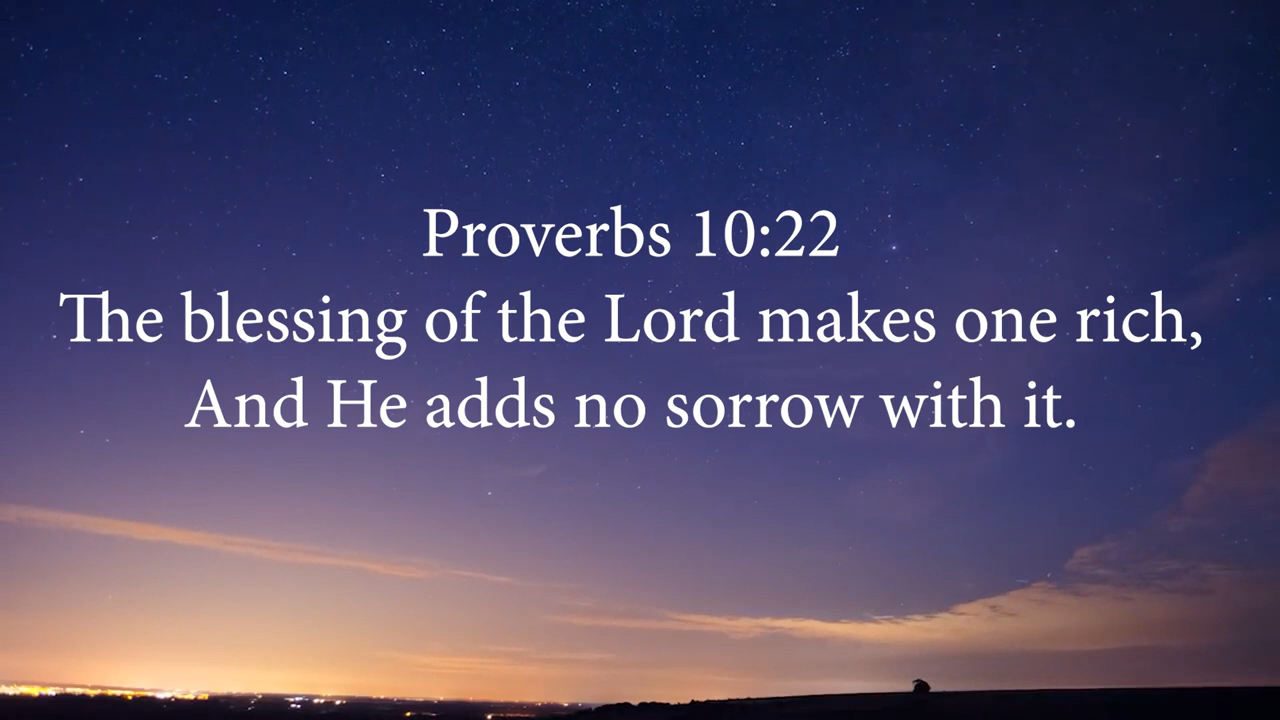 Proverbs 10:22
The blessing of the Lord makes one rich,
And He adds no sorrow with it.